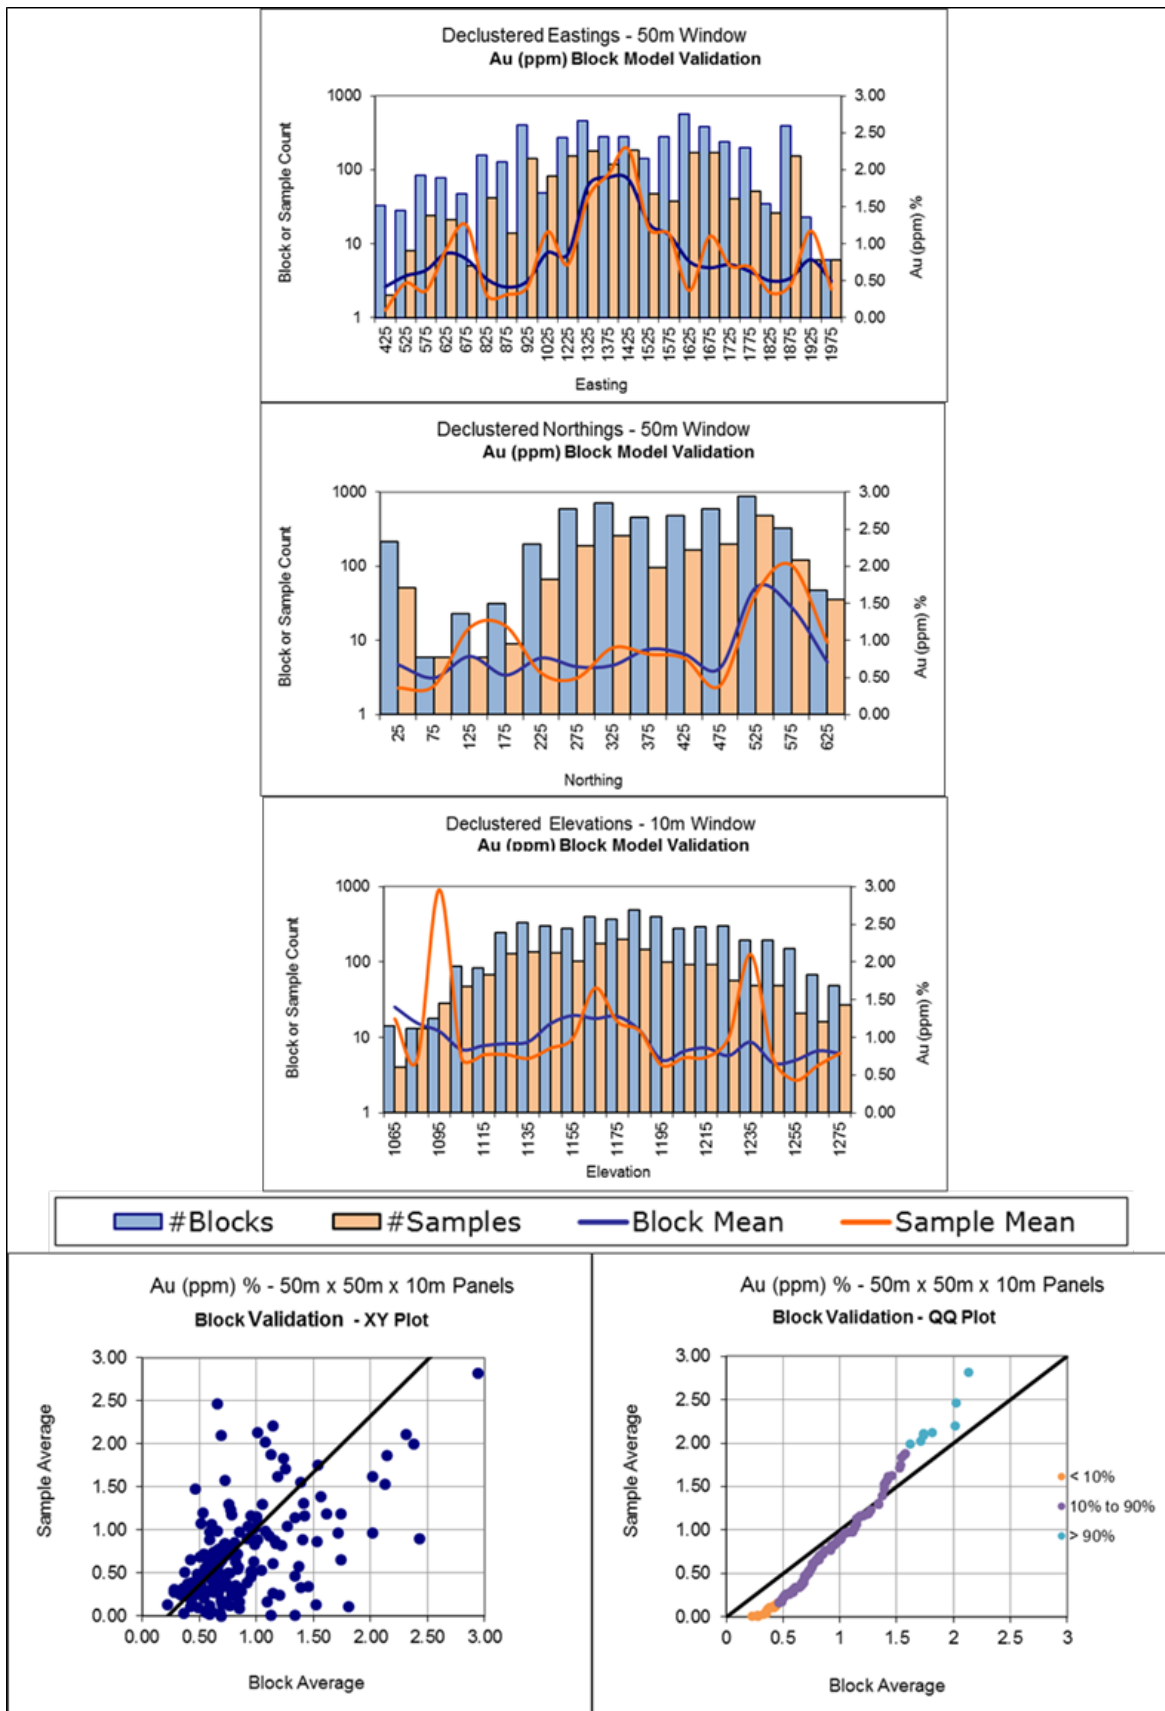 Declustered Eastings - 50m Window
Au (ppm) Block Model Validation
Block or Sample Count
1000
100
10
1
3.00
2.50
2.00
1.50
1.00
0.50
0.00
Au (ppm) %
425 525 575 625 675 825 875 925 1025 1225 1325 1375 1425 1525 1575 1625 1675 1725 1775 1825 1875 1925 1975
Easting
Declustered Northings - 50m Window
Au (ppm) Block Model Validation
Block or Sample Count
1000
100
10
1
3.00
2.50
2.00
1.50
1.00
0.50
0.00
Au (ppm) %
25 75 125 175 225 275 325 375 425 475 525 575 625
Northing
Declustered Elevations - 10m Window
Au (ppm) Block Model Validation
Block or Sample Count
1000
100
10
1
3.00
2.50
2.00
1.50
1.00
0.50
0.00
Au (ppm) %
1065 1095 1115 1135 1155 1175 1195 1215 1235 1255 1275
Elevation
#Blocks #Samples Block Mean Sample Mean
Au (ppm) % - 50m x 50m x 10m Panels
Block Validation - XY Plot
Sample Average
3.00
2.50
2.00
1.50
1.00
0.50
0.00
0.00 0.50 1.00 1.50 2.00 2.50 3.00
Block Average
Au (ppm) % - 50m x 50m x 10m Panels
Block Validation - QQ Plot
Sample Average
3.00
2.50
2.00
1.50
1.00
0.50
0.00
0 0.5 1 1.5 2 2.5 3
Block Average
< 10%
10% to 90%
> 90%